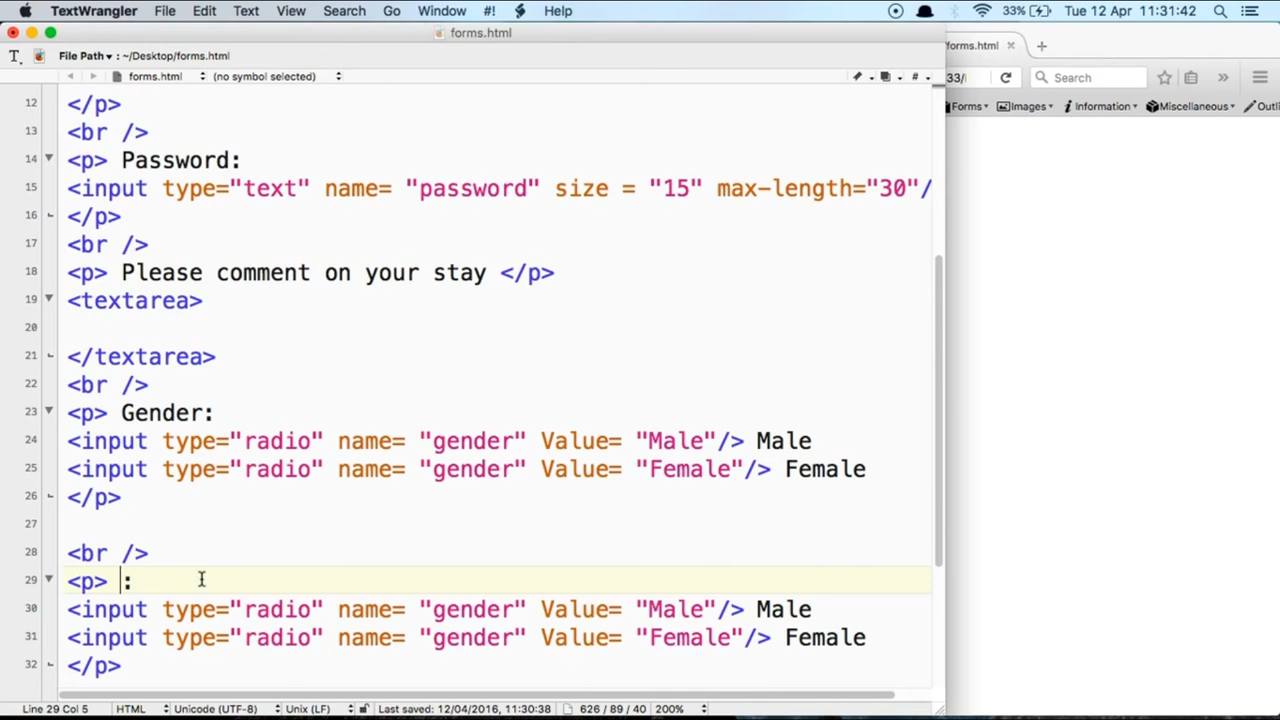 TextWrangler File Edit Text View Search Go Window #! Help 33% Tue 12 Apr 11:31:42
forms.html
forms.html
File Path : ~/Desktop/forms.html
forms.html (no symbol selected) #
33/ Search
Forms Images Information Miscellaneous Outli
12 </p>
13 <br />
14 <p> Password:
15 <input type="text" name= "password" size = "15" max-length="30"/
16 </p>
17 <br />
18 <p> Please comment on your stay </p>
19 <textarea>
20
21 </textarea>
22 <br />
23 <p> Gender:
24 <input type="radio" name= "gender" Value= "Male"/> Male
25 <input type="radio" name= "gender" Value= "Female"/> Female
26 </p>
27
28 <br />
29 <p> :
30 <input type="radio" name= "gender" Value= "Male"/> Male
31 <input type="radio" name= "gender" Value= "Female"/> Female
32 </p>
Line 29 Col 5 HTML Unicode (UTF-8) Unix (LF) Last saved: 12/04/2016, 11:30:38 626 / 89 / 40 200%